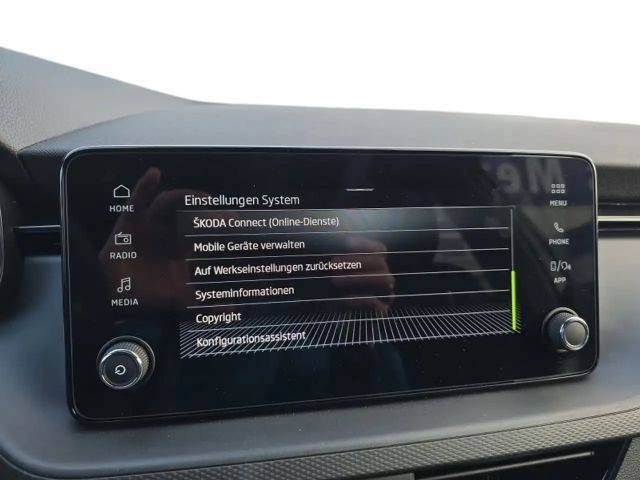 HOME
RADIO
MEDIA
Einstellungen System
ŠKODA Connect (Online-Dienste)
Mobile Geräte verwalten
Auf Werkseinstellungen zurücksetzen
Systeminformationen
Copyright
Konfigurationsassistent
MENU
PHONE
APP
Me